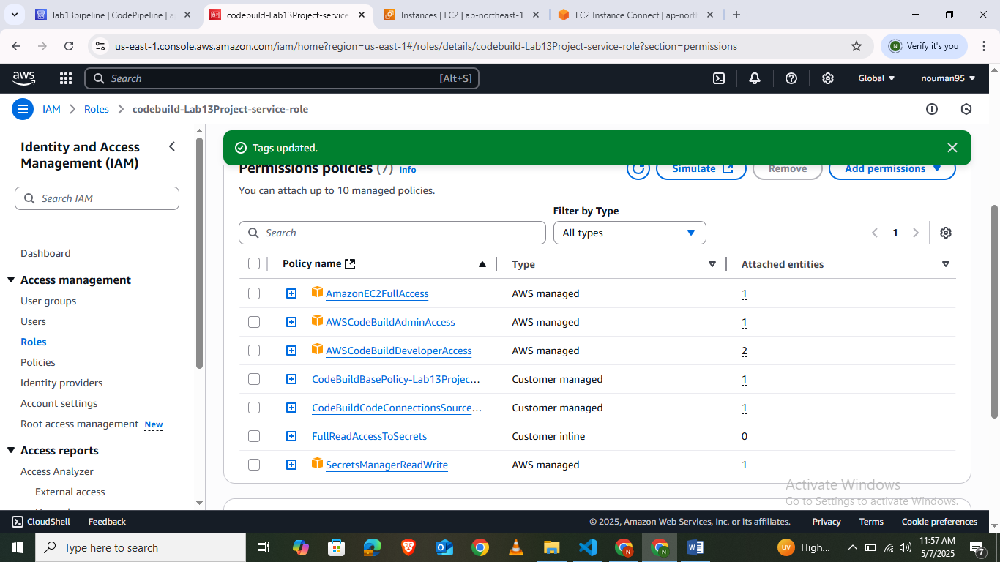 lab13pipeline | CodePipeline | a
codebuild-Lab13Project-service
Instances | EC2 | ap-northeast-1
EC2 Instance Connect | ap-north
us-east-1.console.aws.amazon.com/iam/home?region=us-east-1#/roles/details/codebuild-Lab13Project-service-role?section=permissions
N
Verify it's you
aws
Search
[Alt+S]
Global
nouman95
IAM
Roles
codebuild-Lab13Project-service-role
Identity and Access
Management (IAM)
Search IAM
Dashboard
Access management
User groups
Users
Roles
Policies
Identity providers
Account settings
Root access management New
Access reports
Access Analyzer
External access
Tags updated.
Permissions policies (7) Info
Simulate
Remove
Add permissions
You can attach up to 10 managed policies.
Filter by Type
Search
All types
1
Policy name
Type
Attached entities
AmazonEC2FullAccess AWS managed 1
AWSCodeBuildAdminAccess AWS managed 1
AWSCodeBuildDeveloperAccess AWS managed 2
CodeBuildBasePolicy-Lab13Projec... Customer managed 1
CodeBuildCodeConnectionsSource... Customer managed 1
FullReadAccessToSecrets Customer inline 0
SecretsManagerReadWrite AWS managed 1
Activate Windows
Go to Settings to activate Windows.
CloudShell
Feedback
© 2025, Amazon Web Services, Inc. or its affiliates.
Privacy
Terms
Cookie preferences
Type here to search
UV
High...
11:57 AM
5/7/2025
7